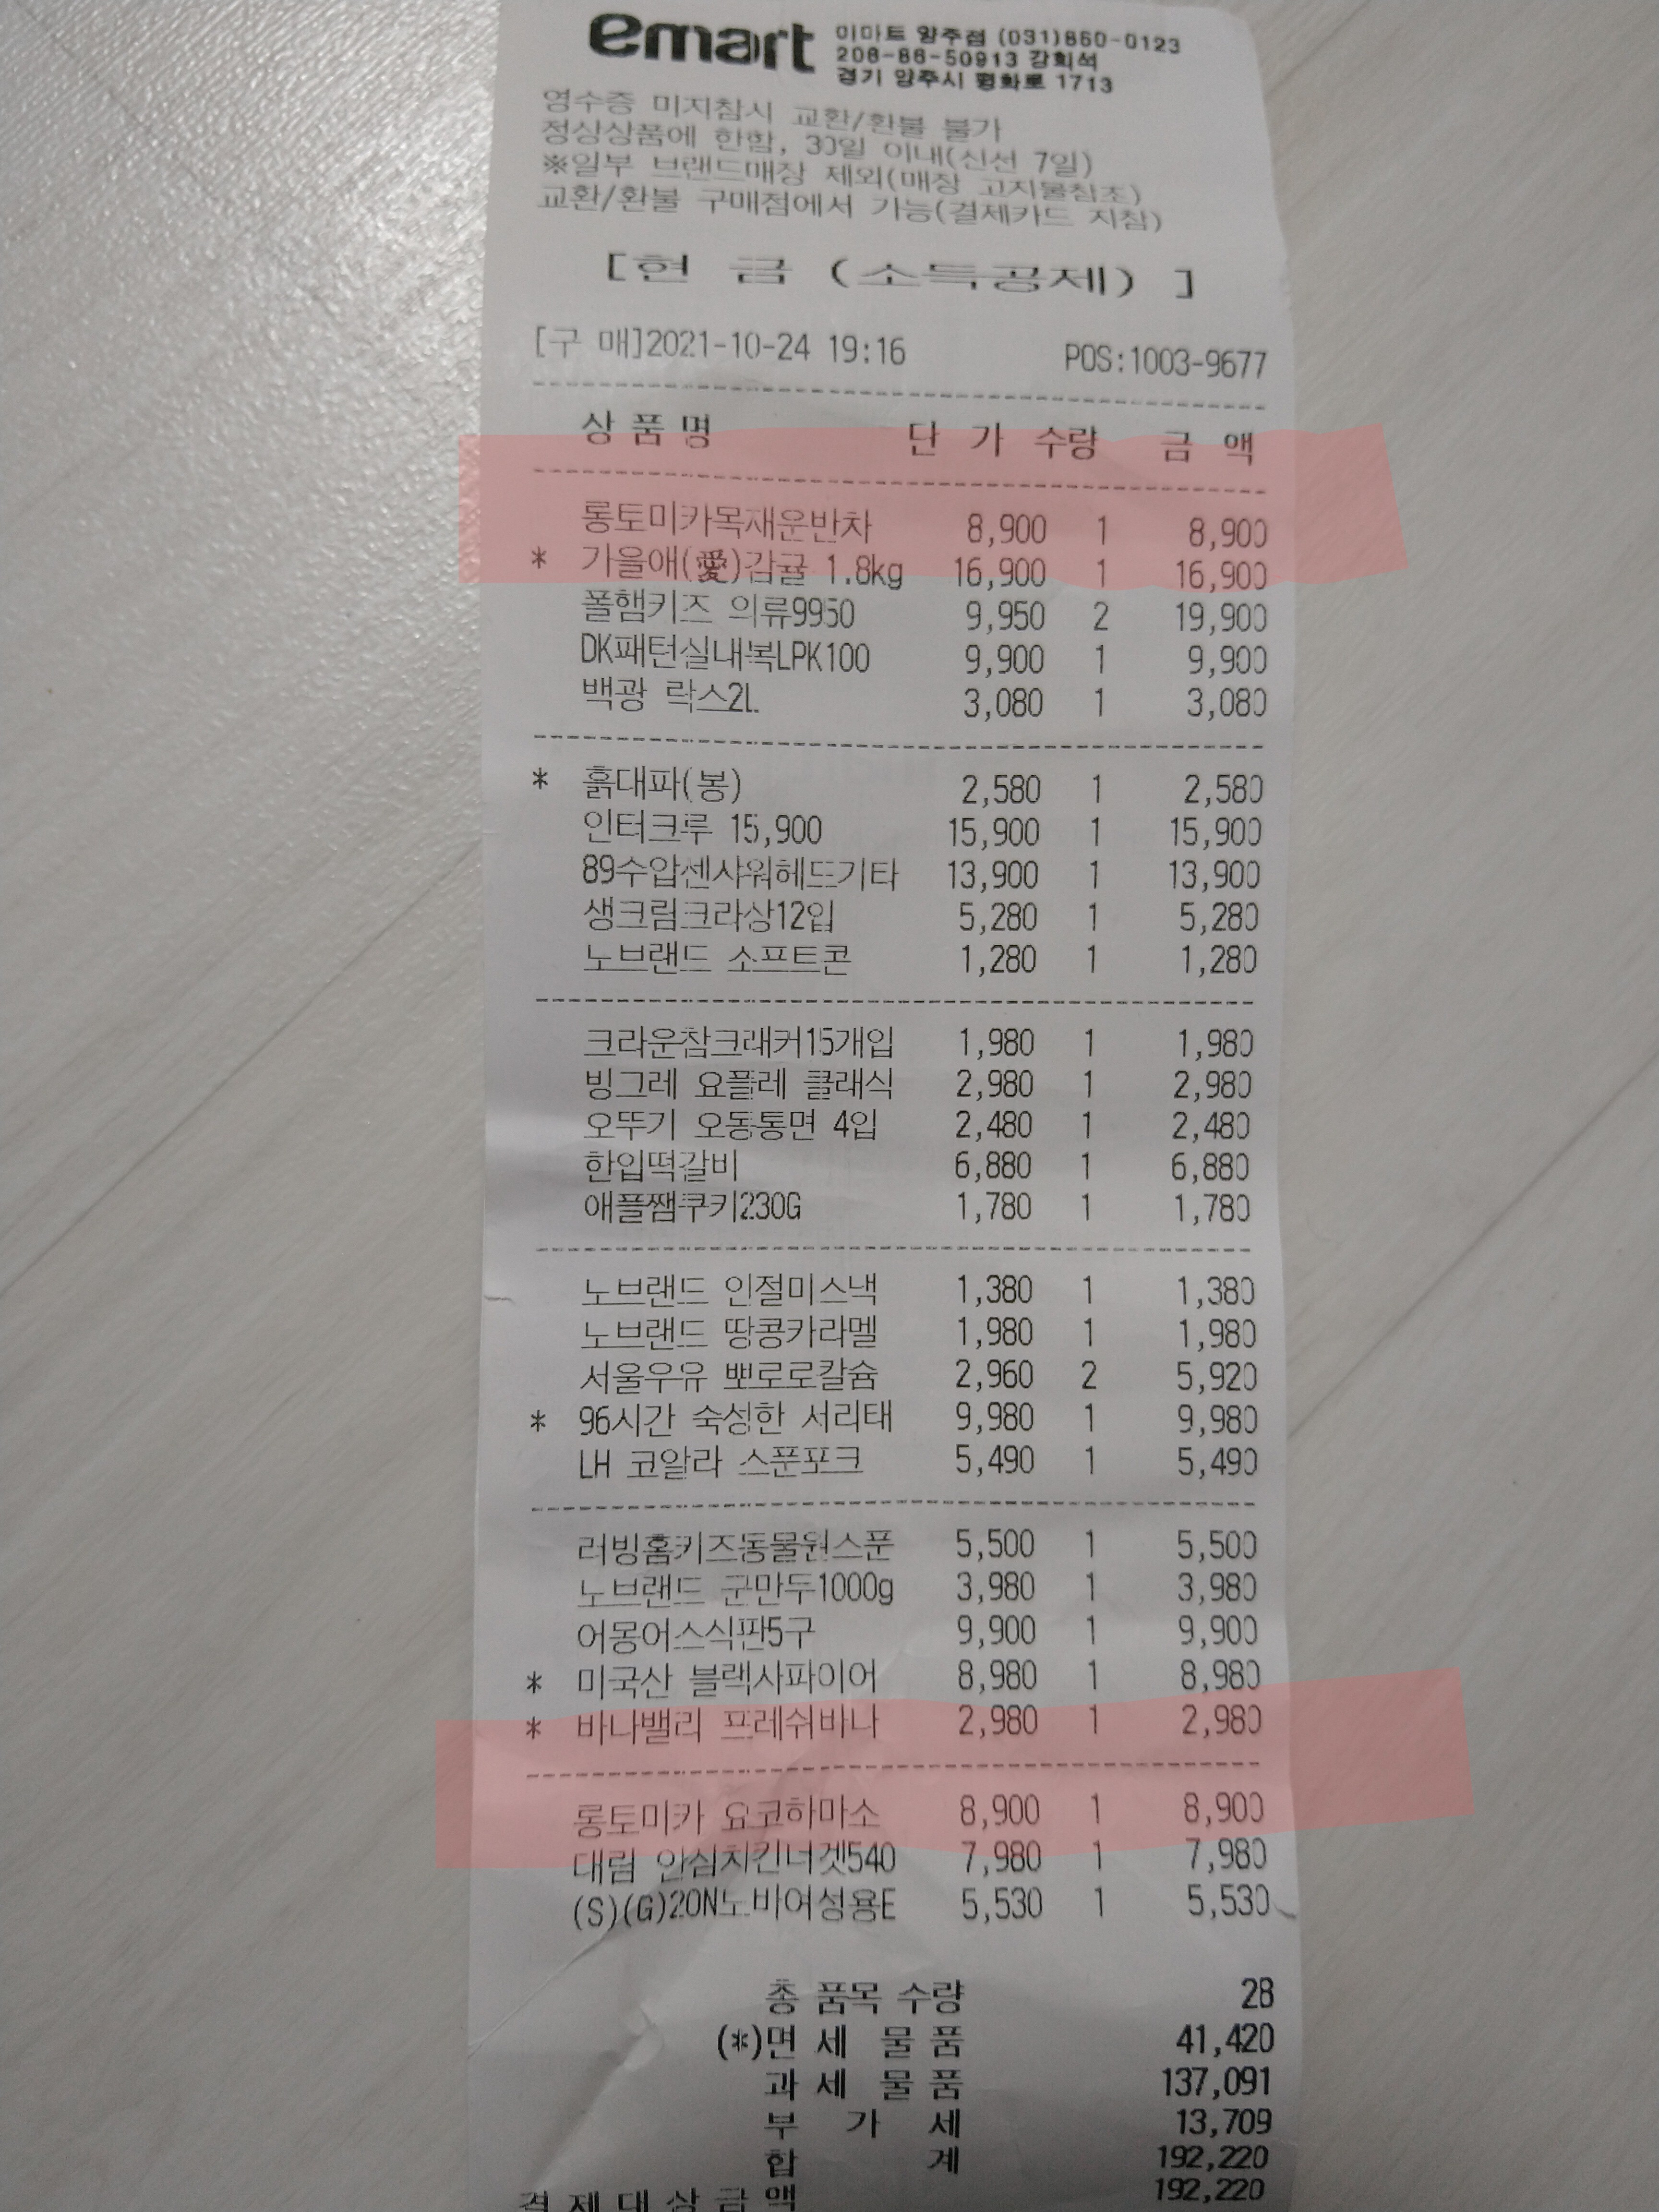 emart 이마트 양주점 (031)860-0123
206-86-50913 강희석
경기 양주시 평화로 1713
영수증 미지참시 교환/환불 불가
정상상품에 한함, 30일 이내(신선 7일)
※일부 브랜드매장 제외(매장 고지물참조)
교환/환불 구매점에서 가능(결제카드 지참)
[현 금 (소득공제) ]
[구 매]2021-10-24 19:16 POS:1003-9677
상 품 명 단 가 수량 금 액
롱토미카목재운반차 8,900 1 8,900
* 가을애(愛)감귤 1.8kg 16,900 1 16,900
폴햄키즈 의류9950 9,950 2 19,900
DK패턴실내복LPK100 9,900 1 9,900
백광 락스2L 3,080 1 3,080
* 흙대파(봉) 2,580 1 2,580
인터크루 15,900 15,900 1 15,900
89수압센샤워헤드기타 13,900 1 13,900
생크림크라상12입 5,280 1 5,280
노브랜드 소프트콘 1,280 1 1,280
크라운참크래커15개입 1,980 1 1,980
빙그레 요플레 클래식 2,980 1 2,980
오뚜기 오동통면 4입 2,480 1 2,480
한입떡갈비 6,880 1 6,880
애플쨈쿠키230G 1,780 1 1,780
노브랜드 인절미스낵 1,380 1 1,380
노브랜드 땅콩카라멜 1,980 1 1,980
서울우유 뽀로로칼슘 2,960 2 5,920
* 96시간 숙성한 서리태 9,980 1 9,980
LH 코알라 스푼포크 5,490 1 5,490
러빙홈키즈동물원스푼 5,500 1 5,500
노브랜드 군만두1000g 3,980 1 3,980
어몽어스식판5구 9,900 1 9,900
* 미국산 블랙사파이어 8,980 1 8,980
* 바나밸리 프레쉬바나 2,980 1 2,980
롱토미카 요코하마소 8,900 1 8,900
대림 안심치킨너겟540 7,980 1 7,980
(S)(G)20N노바여성용E 5,530 1 5,530
총 품목 수량 28
(*)면 세 물 품 41,420
과 세 물 품 137,091
부 가 세 13,709
합 계 192,220
결 제 대 상 금 액 192,220